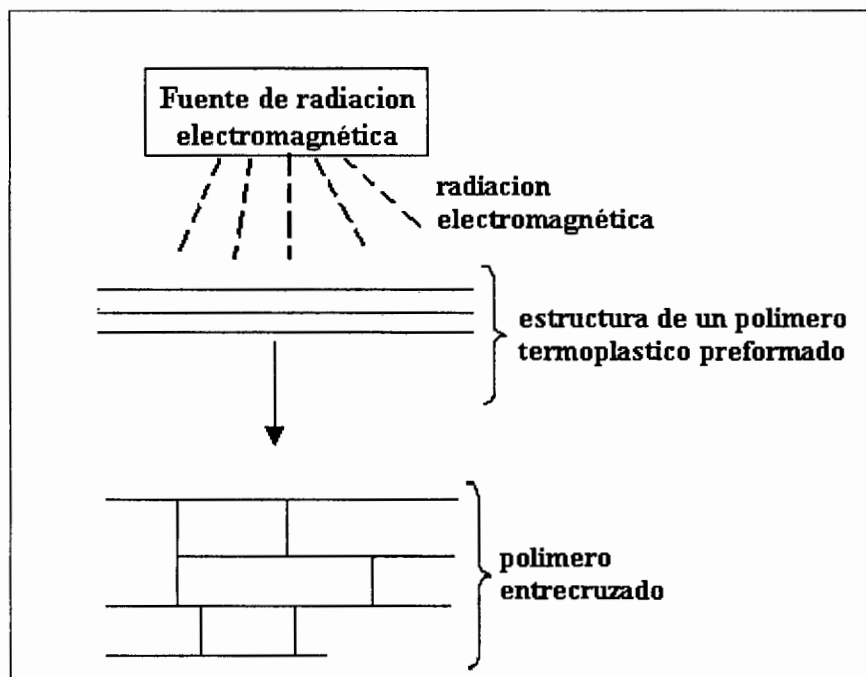 Fuente de radiacion
electromagnética
radiacion
electromagnética
estructura de un polimero
termoplastico preformado
polimero
entrecruzado